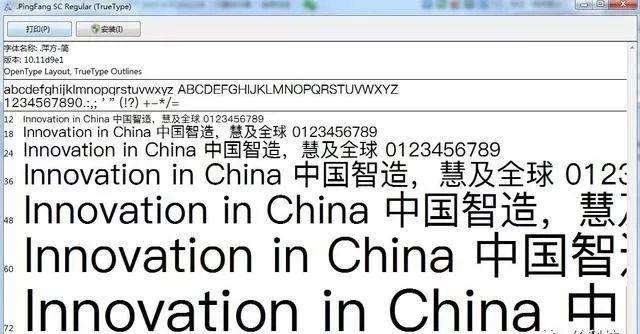 .PingFang SC Regular (TrueType)
打印(P) 安装(I)
字体名称: .萍方-简
版本: 10.11d9e1
OpenType Layout, TrueType Outlines
abcdefghijklmnopqrstuvwxyz ABCDEFGHIJKLMNOPQRSTUVWXYZ
1234567890.:,; ' " (!?) +-*/=
12 Innovation in China 中国智造，慧及全球 0123456789
18 Innovation in China 中国智造，慧及全球 0123456789
24 Innovation in China 中国智造，慧及全球 0123456789
36 Innovation in China 中国智造，慧及全球 0123
48 Innovation in China 中国智造，慧及
60 Innovation in China 中国智
72 Innovation in China 中